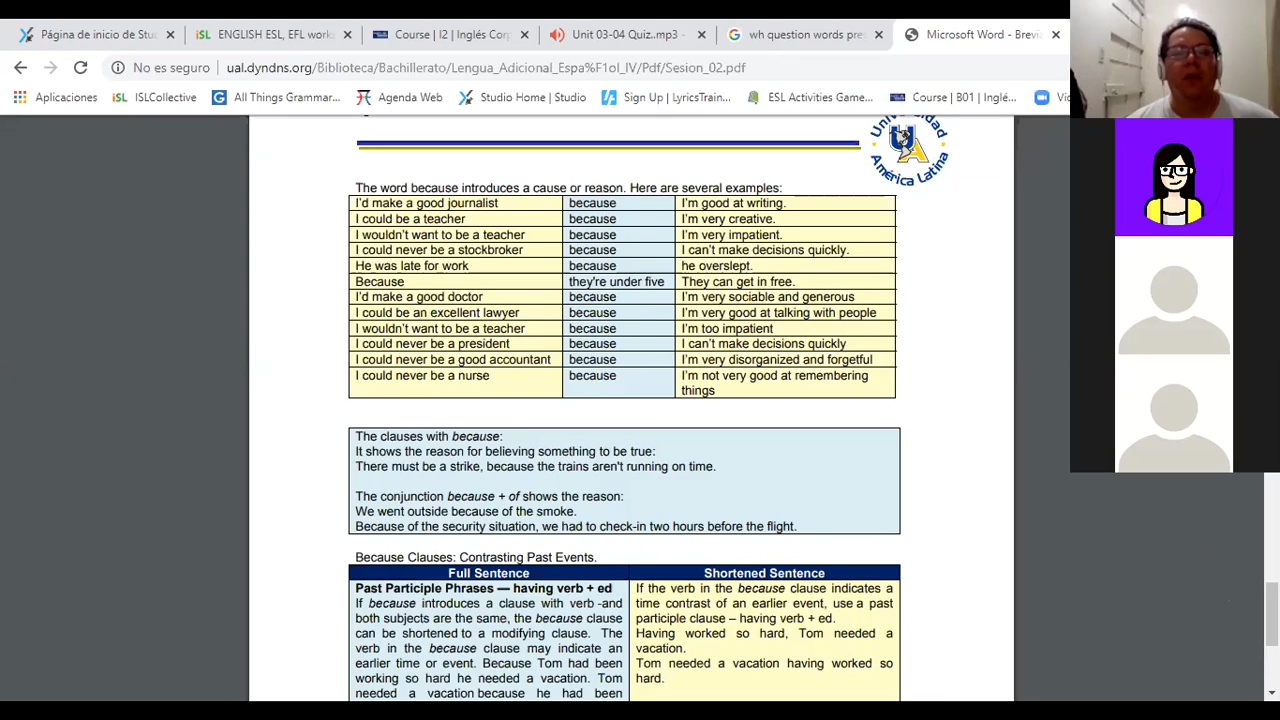 Página de inicio de Stu
ENGLISH ESL, EFL work
Course | I2 | Inglés Corp
Unit 03-04 Quiz.mp3 -
wh question words pre
Microsoft Word - Brevia
No es seguro
ual.dyndns.org/Biblioteca/Bachillerato/Lengua_Adicional_Espa%F1ol_IV/Pdf/Sesion_02.pdf
Aplicaciones
ISLCollective
All Things Grammar...
Agenda Web
Studio Home | Studio
Sign Up | LyricsTrain...
ESL Activities Game...
Course | B01 | Inglé...
Universidad
UA
América Latina
The word because introduces a cause or reason. Here are several examples:
I'd make a good journalist because I'm good at writing.
I could be a teacher because I'm very creative.
I wouldn't want to be a teacher because I'm very impatient.
I could never be a stockbroker because I can't make decisions quickly.
He was late for work because he overslept.
Because they're under five They can get in free.
I'd make a good doctor because I'm very sociable and generous
I could be an excellent lawyer because I'm very good at talking with people
I wouldn't want to be a teacher because I'm too impatient
I could never be a president because I can't make decisions quickly
I could never be a good accountant because I'm very disorganized and forgetful
I could never be a nurse because I'm not very good at remembering
things
The clauses with because:
It shows the reason for believing something to be true:
There must be a strike, because the trains aren't running on time.
The conjunction because + of shows the reason:
We went outside because of the smoke.
Because of the security situation, we had to check-in two hours before the flight.
Because Clauses: Contrasting Past Events.
Full Sentence
Past Participle Phrases — having verb + ed
If because introduces a clause with verb -and
both subjects are the same, the because clause
can be shortened to a modifying clause. The
verb in the because clause may indicate an
earlier time or event. Because Tom had been
working so hard he needed a vacation. Tom
needed a vacation because he had been
Shortened Sentence
If the verb in the because clause indicates a
time contrast of an earlier event, use a past
participle clause – having verb + ed.
Having worked so hard, Tom needed a
vacation.
Tom needed a vacation having worked so
hard.